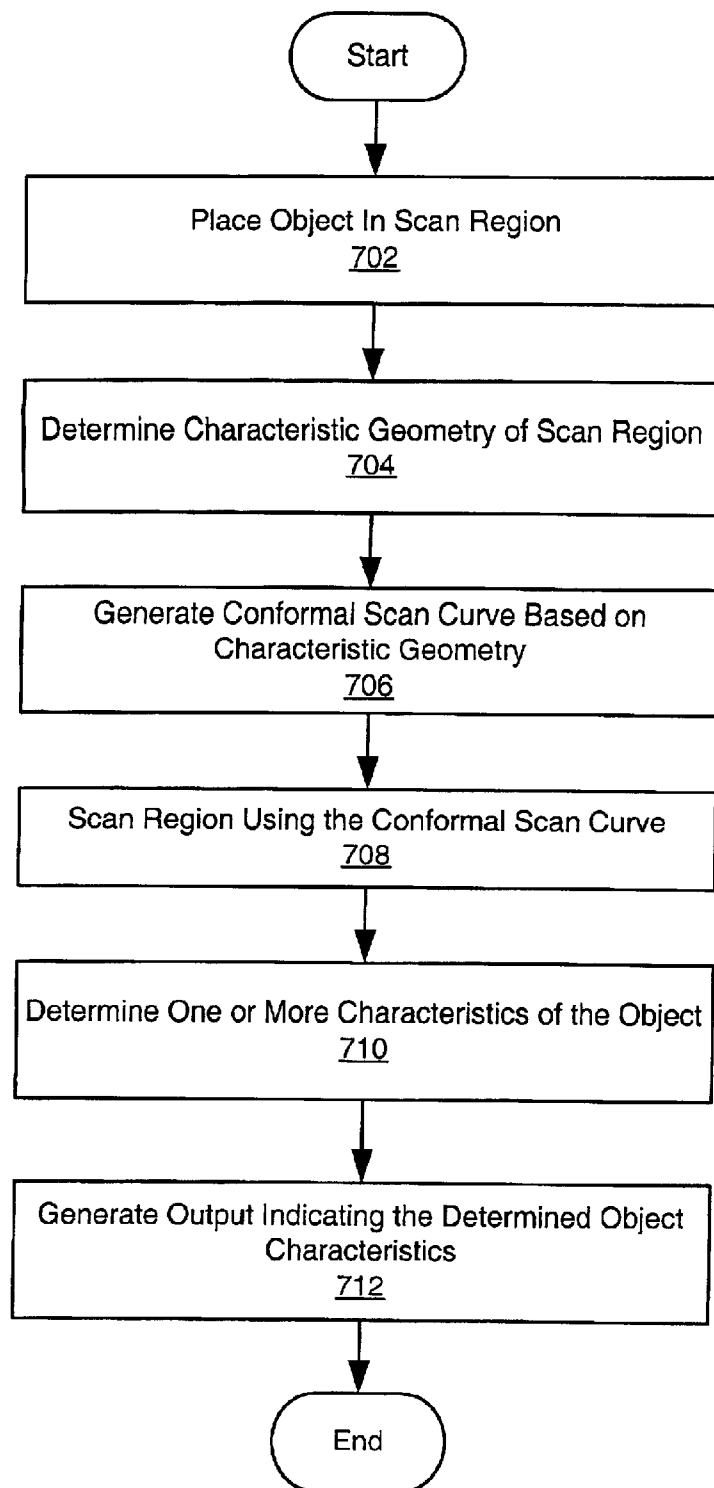 Start
Place Object In Scan Region
702
Determine Characteristic Geometry of Scan Region
704
Generate Conformal Scan Curve Based on
Characteristic Geometry
706
Scan Region Using the Conformal Scan Curve
708
Determine One or More Characteristics of the Object
710
Generate Output Indicating the Determined Object
Characteristics
712
End